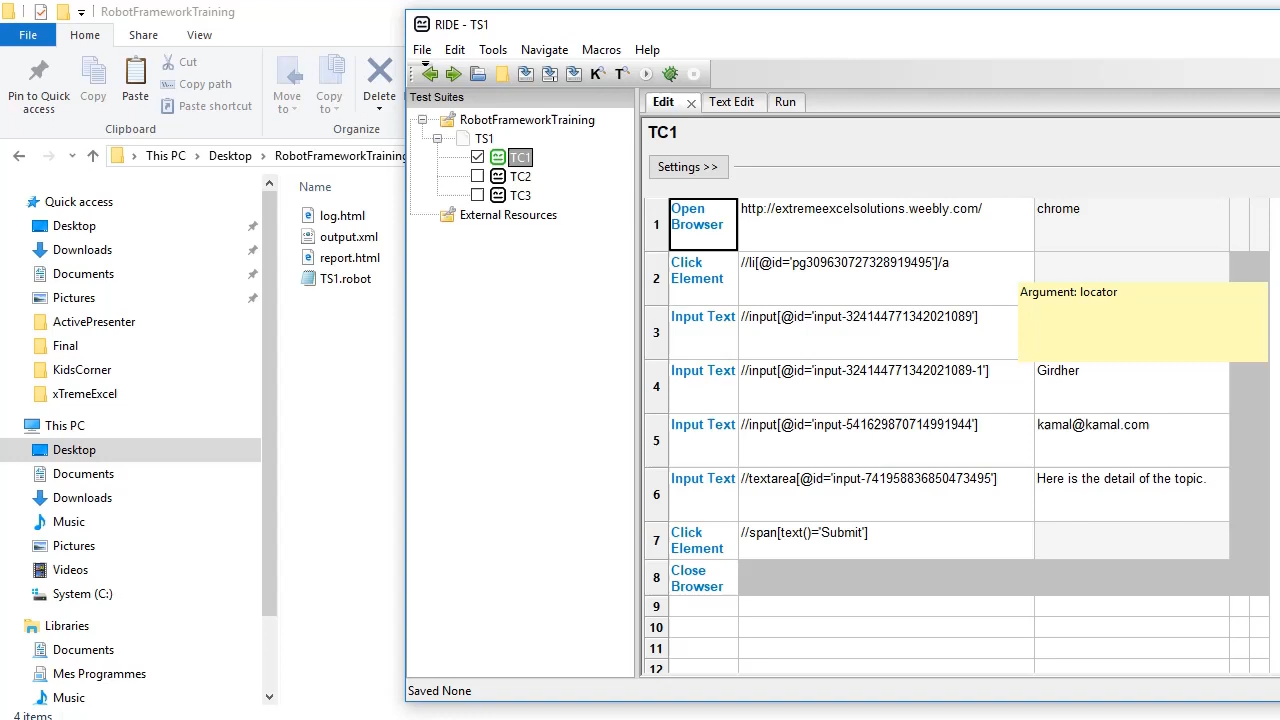 RobotFrameworkTraining
File
Home
Share
View
Pin to Quick
access
Copy
Paste
Cut
Copy path
Paste shortcut
Clipboard
Move
to
Copy
to
Delete
Organize
This PC
Desktop
RobotFrameworkTraining
Quick access
Desktop
Downloads
Documents
Pictures
ActivePresenter
Final
KidsCorner
xTremeExcel
This PC
Desktop
Documents
Downloads
Music
Pictures
Videos
System (C:)
Libraries
Documents
Mes Programmes
Music
4 items
Name
log.html
output.xml
report.html
TS1.robot
RIDE - TS1
File Edit Tools Navigate Macros Help
Test Suites
RobotFrameworkTraining
TS1
TC1
TC2
TC3
External Resources
Edit
Text Edit
Run
TC1
Settings >>
1 Open Browser http://extremeexcelsolutions.weebly.com/ chrome
2 Click Element //li[@id='pg309630727328919495']/a
Argument: locator
3 Input Text //input[@id='input-324144771342021089']
4 Input Text //input[@id='input-324144771342021089-1'] Girdher
5 Input Text //input[@id='input-541629870714991944'] kamal@kamal.com
6 Input Text //textarea[@id='input-741958836850473495'] Here is the detail of the topic.
7 Click Element //span[text()='Submit']
8 Close Browser
9
10
11
12
Saved None